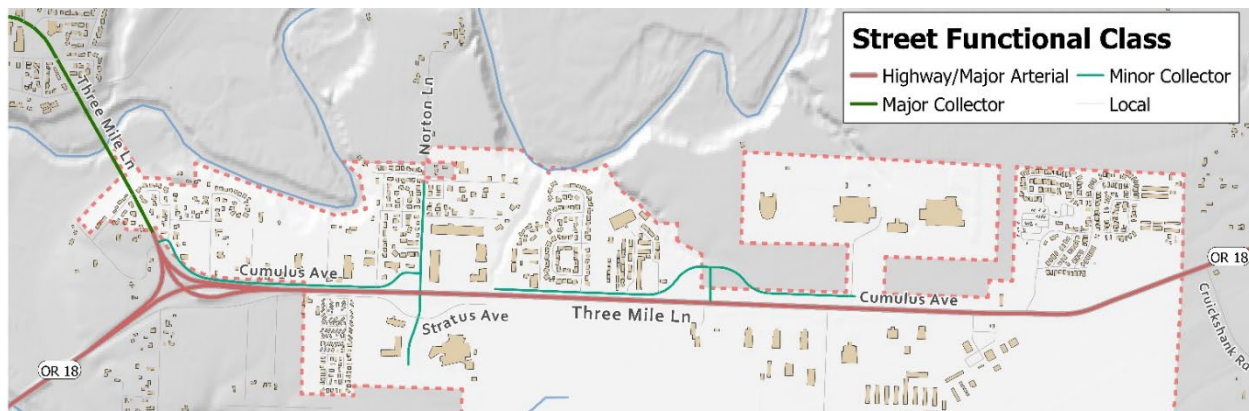 Street Functional Class
Highway/Major Arterial
Minor Collector
Major Collector
Local
Three Mile Ln
Norton Ln
Cumulus Ave
Stratus Ave
Three Mile Ln
Cumulus Ave
OR 18
OR 18
Cruickshank Rd